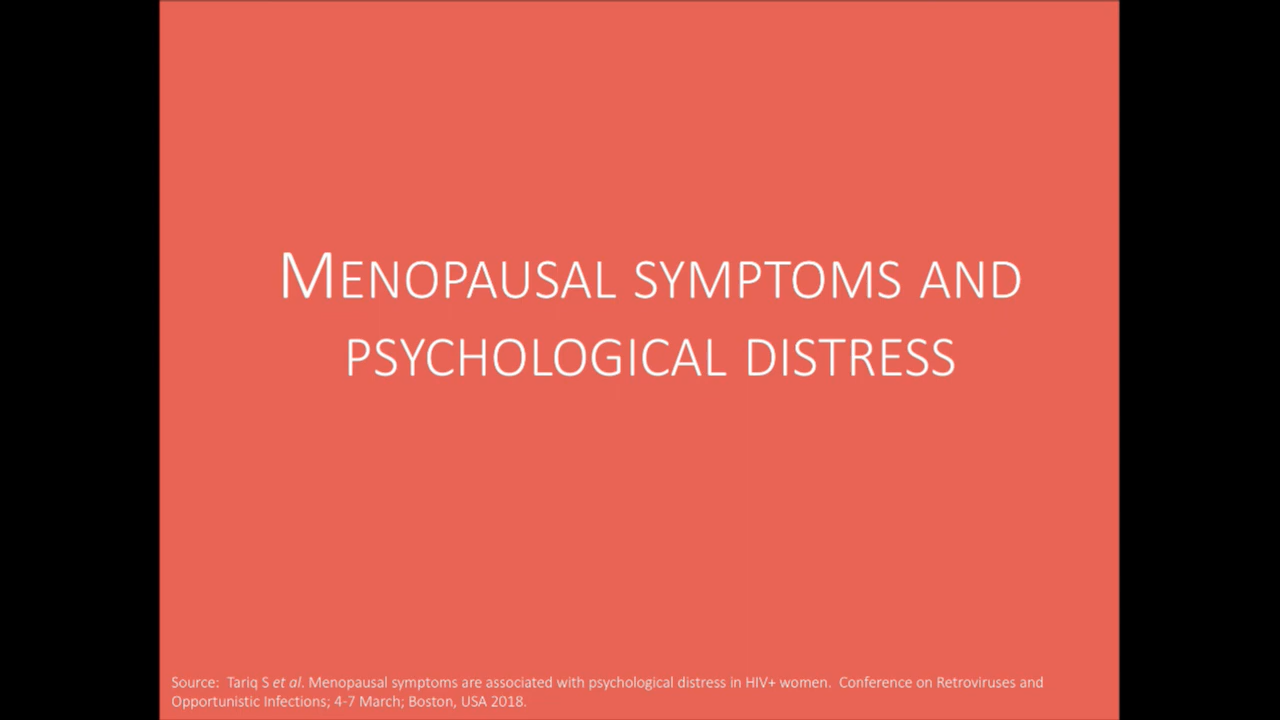 MENOPAUSAL SYMPTOMS AND
PSYCHOLOGICAL DISTRESS
Source: Tariq S et al. Menopausal symptoms are associated with psychological distress in HIV+ women. Conference on Retroviruses and
Opportunistic Infections; 4-7 March; Boston, USA 2018.